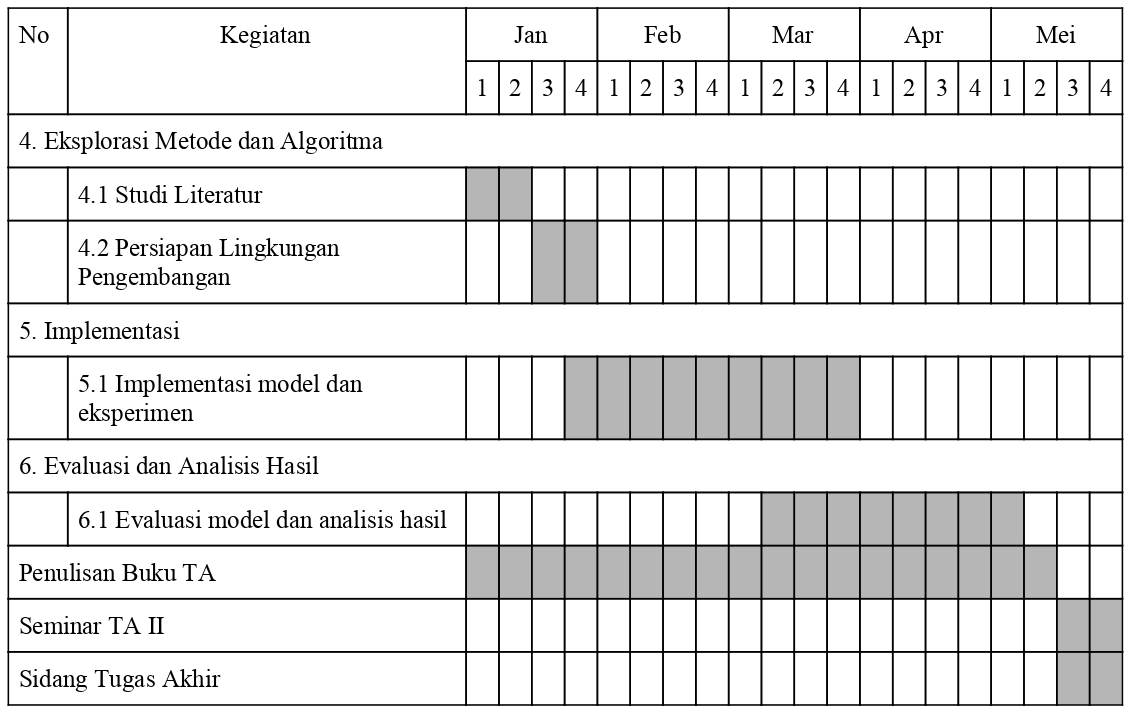 No Kegiatan Jan Feb Mar Apr Mei
1 2 3 4 1 2 3 4 1 2 3 4 1 2 3 4 1 2 3 4
4. Eksplorasi Metode dan Algoritma
4.1 Studi Literatur
4.2 Persiapan Lingkungan
Pengembangan
5. Implementasi
5.1 Implementasi model dan
eksperimen
6. Evaluasi dan Analisis Hasil
6.1 Evaluasi model dan analisis hasil
Penulisan Buku TA
Seminar TA II
Sidang Tugas Akhir